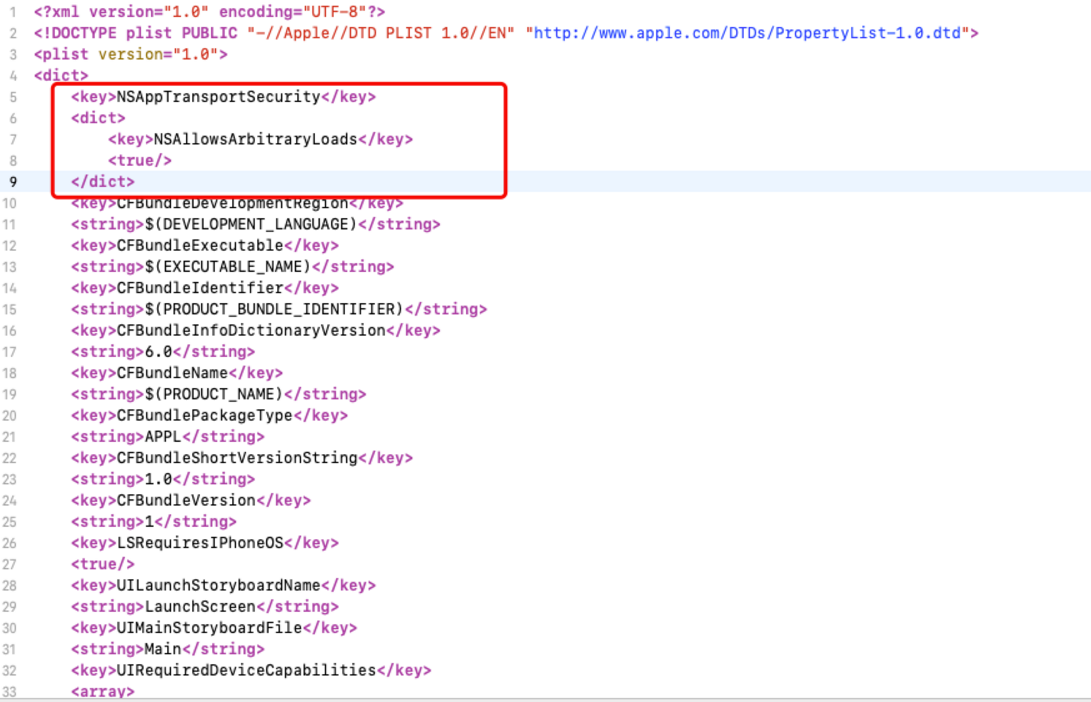 1 <?xml version="1.0" encoding="UTF-8"?>
2 <!DOCTYPE plist PUBLIC "-//Apple//DTD PLIST 1.0//EN" "http://www.apple.com/DTDs/PropertyList-1.0.dtd">
3 <plist version="1.0">
4 <dict>
5 <key>NSAppTransportSecurity</key>
6 <dict>
7 <key>NSAllowsArbitraryLoads</key>
8 <true/>
9 </dict>
10 <key>CFBundleDevelopmentRegion</key>
11 <string>$(DEVELOPMENT_LANGUAGE)</string>
12 <key>CFBundleExecutable</key>
13 <string>$(EXECUTABLE_NAME)</string>
14 <key>CFBundleIdentifier</key>
15 <string>$(PRODUCT_BUNDLE_IDENTIFIER)</string>
16 <key>CFBundleInfoDictionaryVersion</key>
17 <string>6.0</string>
18 <key>CFBundleName</key>
19 <string>$(PRODUCT_NAME)</string>
20 <key>CFBundlePackageType</key>
21 <string>APPL</string>
22 <key>CFBundleShortVersionString</key>
23 <string>1.0</string>
24 <key>CFBundleVersion</key>
25 <string>1</string>
26 <key>LSRequiresIPhoneOS</key>
27 <true/>
28 <key>UILaunchStoryboardName</key>
29 <string>LaunchScreen</string>
30 <key>UIMainStoryboardFile</key>
31 <string>Main</string>
32 <key>UIRequiredDeviceCapabilities</key>
33 <array>